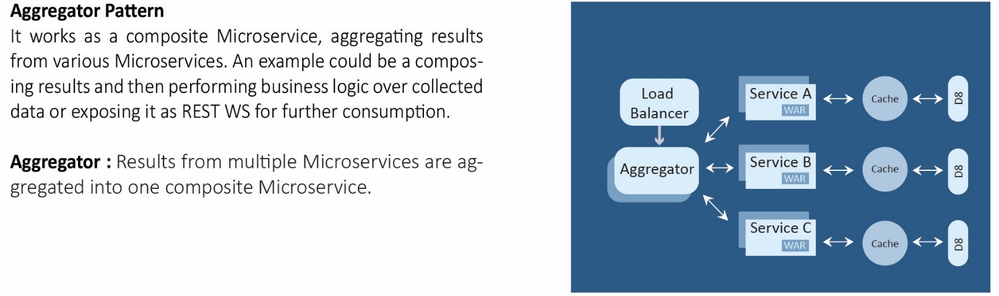 Aggregator Pattern
It works as a composite Microservice, aggregating results
from various Microservices. An example could be a compos-
ing results and then performing business logic over collected
data or exposing it as REST WS for further consumption.
Aggregator : Results from multiple Microservices are ag-
gregated into one composite Microservice.
Load
Balancer
Aggregator
Service A
WAR
Cache
D8
Service B
WAR
Cache
D8
Service C
WAR
Cache
D8